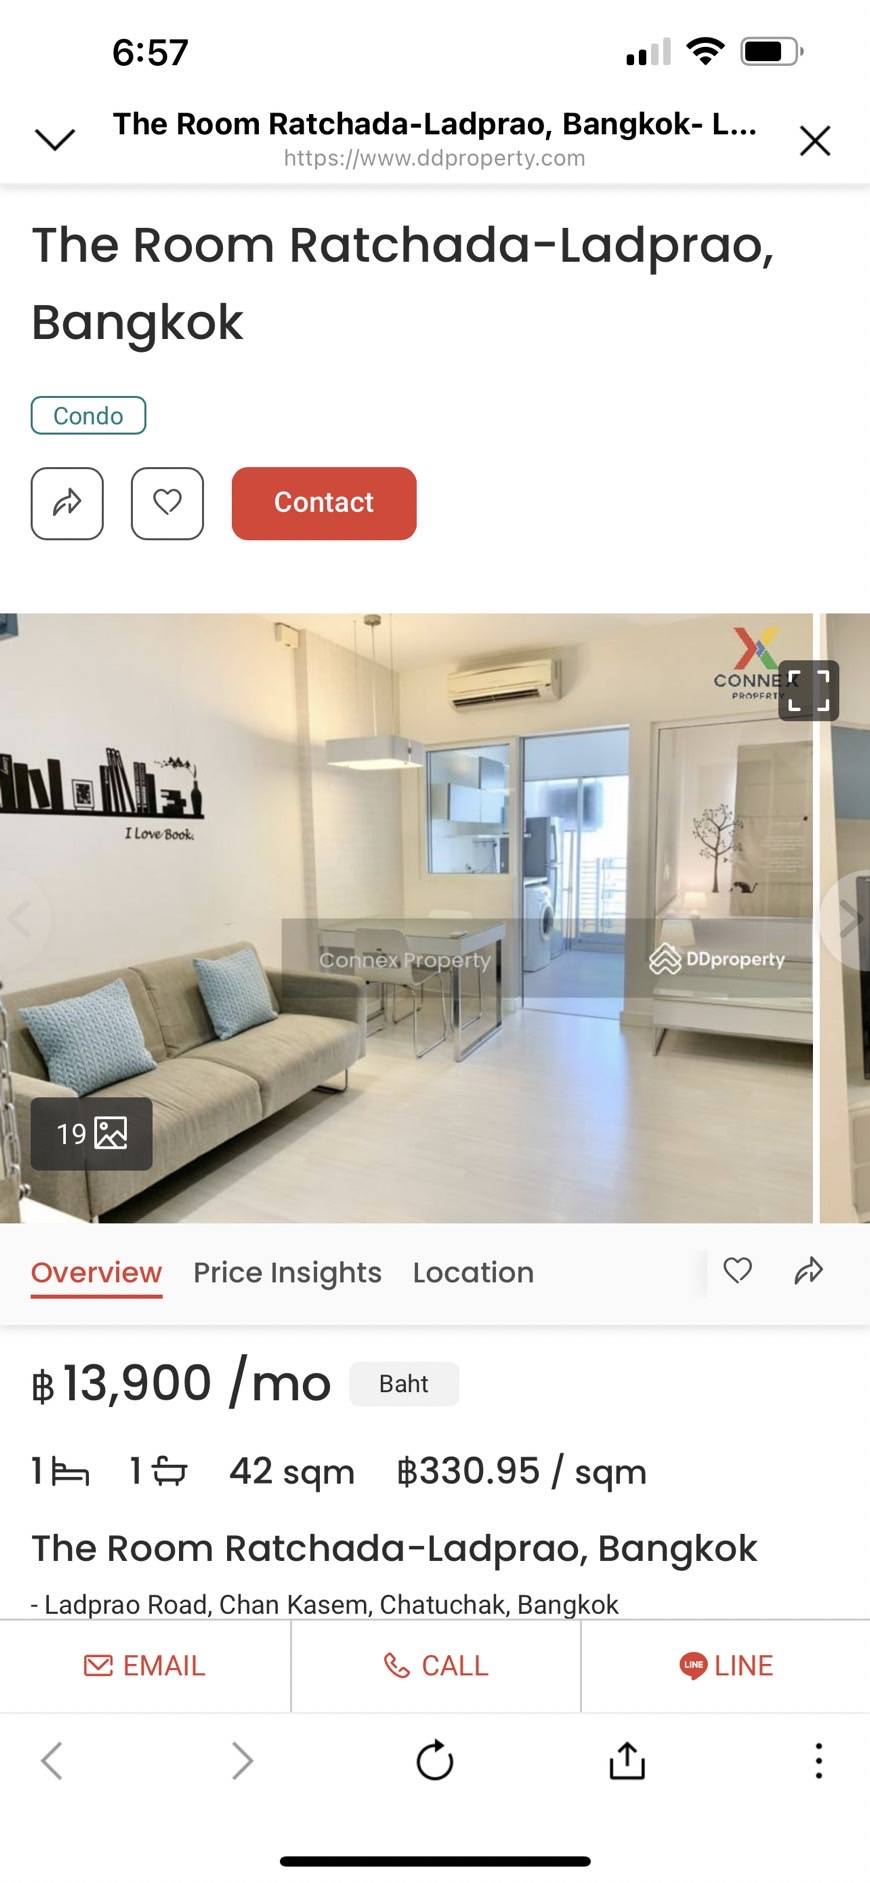 6:57
The Room Ratchada-Ladprao, Bangkok- L...
https://www.ddproperty.com
The Room Ratchada-Ladprao,
Bangkok
Condo
Contact
CONNEX
PROPERTY
I Love Book.
Connex Property
DDproperty
19
Overview Price Insights Location
฿13,900 /mo Baht
1 1 42 sqm ฿330.95 / sqm
The Room Ratchada-Ladprao, Bangkok
- Ladprao Road, Chan Kasem, Chatuchak, Bangkok
EMAIL CALL LINE LINE